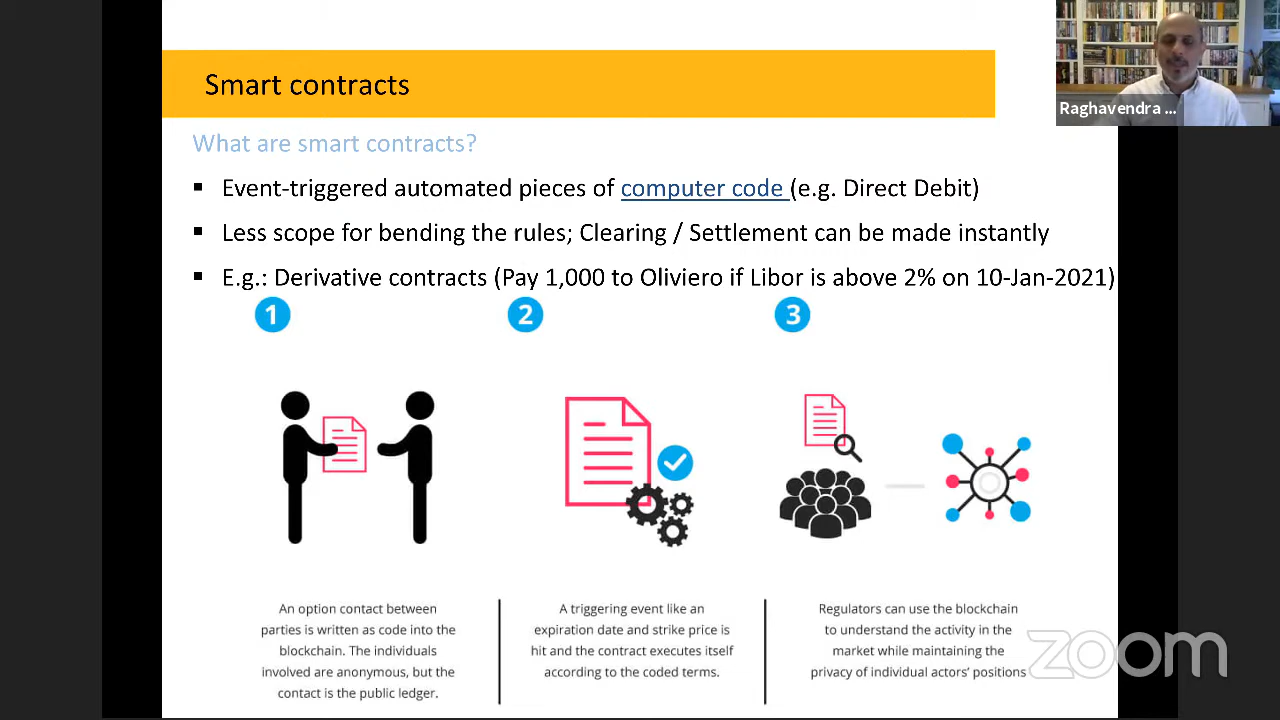 Smart contracts
Raghavendra ...
What are smart contracts?
▪ Event-triggered automated pieces of computer code (e.g. Direct Debit)
▪ Less scope for bending the rules; Clearing / Settlement can be made instantly
▪ E.g.: Derivative contracts (Pay 1,000 to Oliviero if Libor is above 2% on 10-Jan-2021)
1
2
3
An option contact between
parties is written as code into the
blockchain. The individuals
involved are anonymous, but the
contact is the public ledger.
A triggering event like an
expiration date and strike price is
hit and the contract executes itself
according to the coded terms.
Regulators can use the blockchain
to understand the activity in the
market while maintaining the
privacy of individual actors' positions
zoom